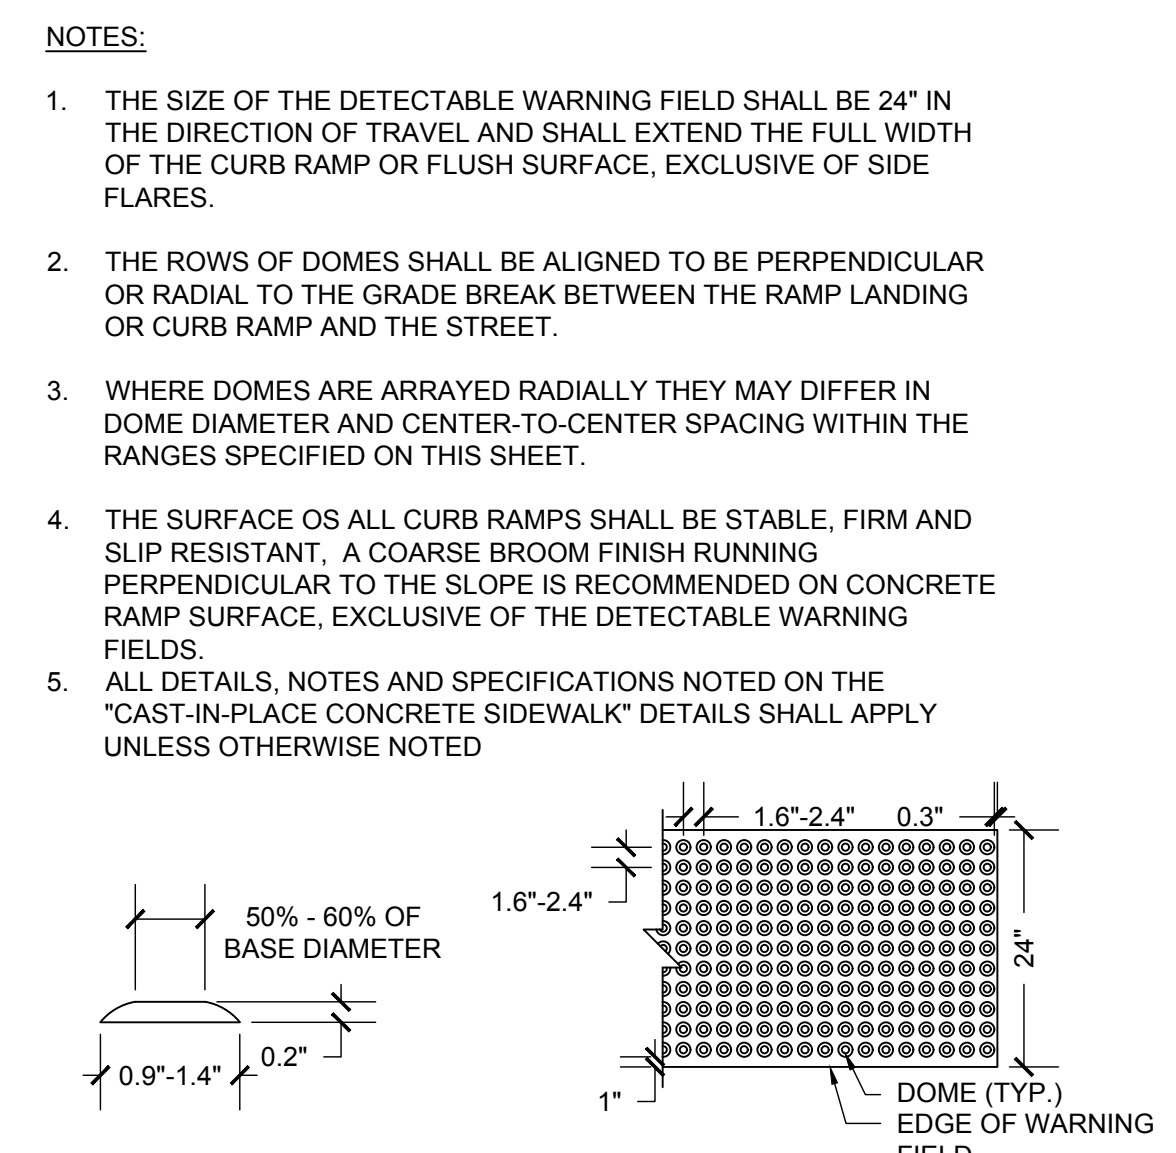 NOTES:
1. THE SIZE OF THE DETECTABLE WARNING FIELD SHALL BE 24" IN
THE DIRECTION OF TRAVEL AND SHALL EXTEND THE FULL WIDTH
OF THE CURB RAMP OR FLUSH SURFACE, EXCLUSIVE OF SIDE
FLARES.
2. THE ROWS OF DOMES SHALL BE ALIGNED TO BE PERPENDICULAR
OR RADIAL TO THE GRADE BREAK BETWEEN THE RAMP LANDING
OR CURB RAMP AND THE STREET.
3. WHERE DOMES ARE ARRAYED RADIALLY THEY MAY DIFFER IN
DOME DIAMETER AND CENTER-TO-CENTER SPACING WITHIN THE
RANGES SPECIFIED ON THIS SHEET.
4. THE SURFACE OS ALL CURB RAMPS SHALL BE STABLE, FIRM AND
SLIP RESISTANT, A COARSE BROOM FINISH RUNNING
PERPENDICULAR TO THE SLOPE IS RECOMMENDED ON CONCRETE
RAMP SURFACE, EXCLUSIVE OF THE DETECTABLE WARNING
FIELDS.
5. ALL DETAILS, NOTES AND SPECIFICATIONS NOTED ON THE
"CAST-IN-PLACE CONCRETE SIDEWALK" DETAILS SHALL APPLY
UNLESS OTHERWISE NOTED
50% - 60% OF
BASE DIAMETER
0.2"
0.9"-1.4"
1.6"-2.4"
0.3"
1.6"-2.4"
24"
1"
DOME (TYP.)
EDGE OF WARNING
FIELD